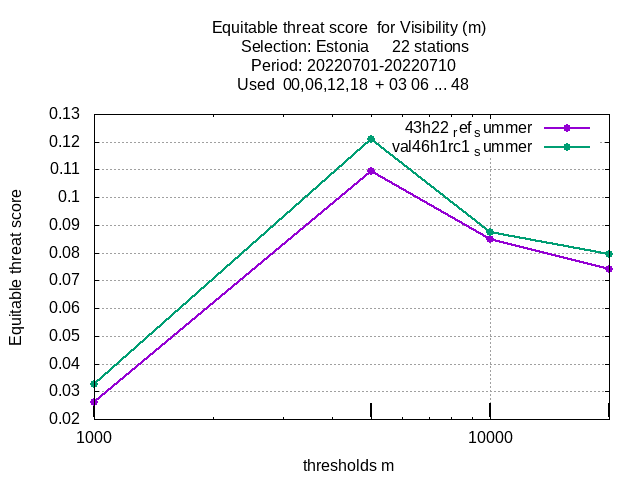 Equitable threat score for Visibility (m)
Selection: Estonia 22 stations
Period: 20220701-20220710
Used 00,06,12,18 + 03 06 ... 48
43h22 ref summer
val46h1rc1 summer
Equitable threat score
0.13
0.12
0.11
0.1
0.09
0.08
0.07
0.06
0.05
0.04
0.03
0.02
1000 10000
thresholds m